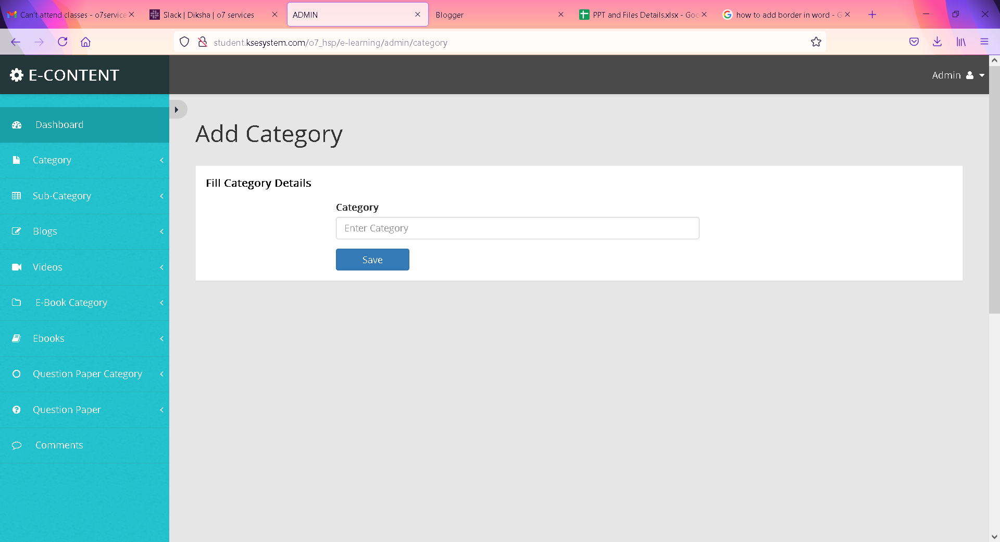 Can't attend classes - o7service
Slack | Diksha | o7 services
ADMIN
Blogger
PPT and Files Details.xlsx - Goo
how to add border in word - G
student.ksesystem.com/o7_hsp/e-learning/admin/category
E-CONTENT
Admin
Dashboard
Category
Sub-Category
Blogs
Videos
E-Book Category
Ebooks
Question Paper Category
Question Paper
Comments
Add Category
Fill Category Details
Category
Enter Category
Save